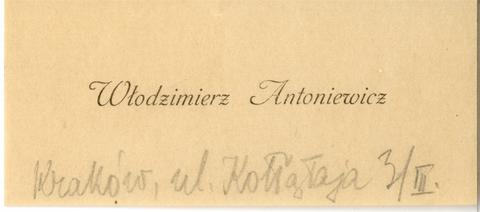 Włodzimierz Antoniewicz
Kraków, ul. Kołłątaja 3/III.